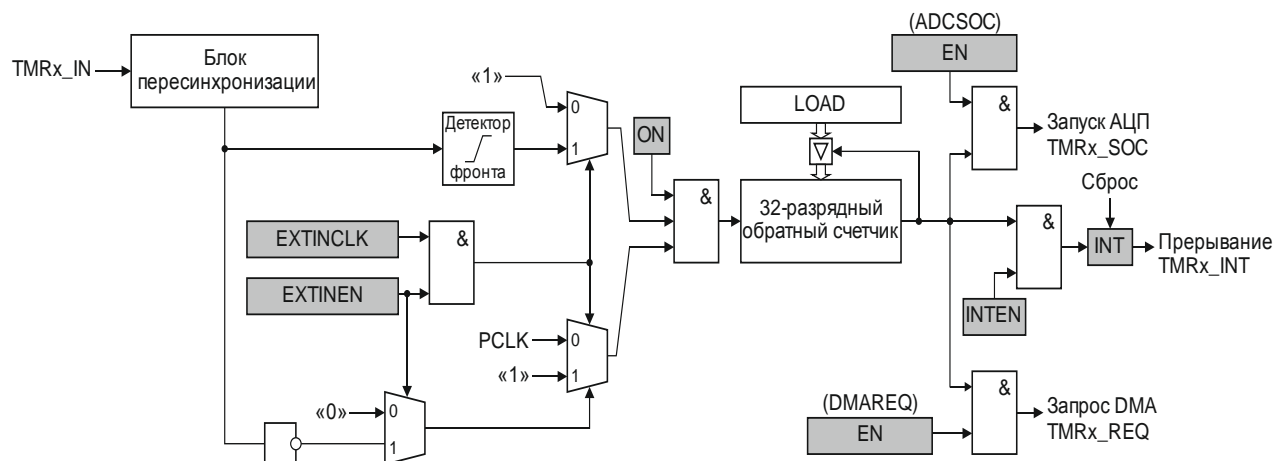 TMRx_IN
Блок
пересинхронизации
«1»
0
1
Детектор
фронта
EXTINCLK
EXTINEN
&
PCLK
0
«1»
1
«0»
0
1
ON
&
LOAD
32-разрядный
обратный счетчик
(ADCSOC)
EN
&
Запуск АЦП
TMRx_SOC
Сброс
&
INT
Прерывание
TMRx_INT
INTEN
(DMAREQ)
EN
&
Запрос DMA
TMRx_REQ